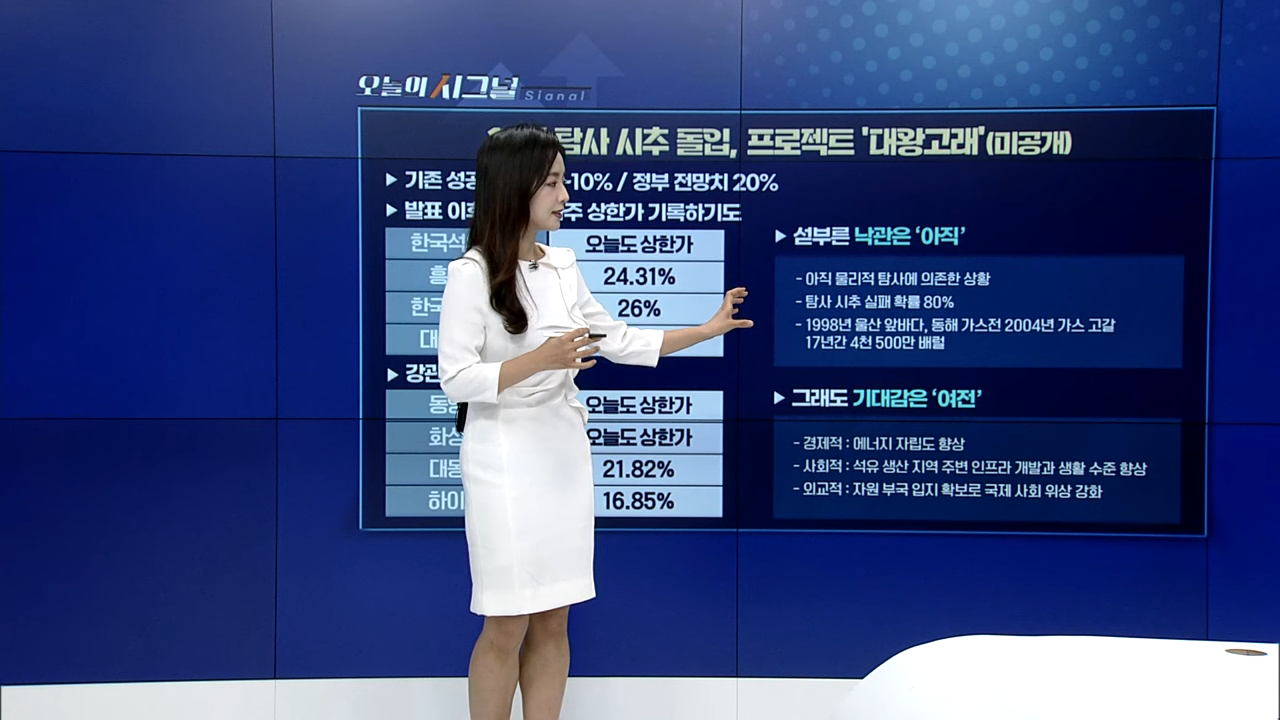 오늘의 시그널
Signal
탐사 시추 돌입, 프로젝트 '대왕고래' (미공개)
▶ 기존 -10% / 정부 전망치 20%
▶ 발표 상한가 기록하기도
오늘도 상한가
24.31%
26%
▶
오늘도 상한가
오늘도 상한가
21.82%
16.85%
▶ 섣부른 낙관은 '아직'
- 아직 물리적 탐사에 의존한 상황
- 탐사 시추 실패 확률 80%
- 1998년 울산 앞바다, 동해 가스전 2004년 가스 고갈
17년간 4천 500만 배럴
▶ 그래도 기대감은 '여전'
- 경제적 : 에너지 자립도 향상
- 사회적 : 석유 생산 지역 주변 인프라 개발과 생활 수준 향상
- 외교적 : 자원 부국 입지 확보로 국제 사회 위상 강화